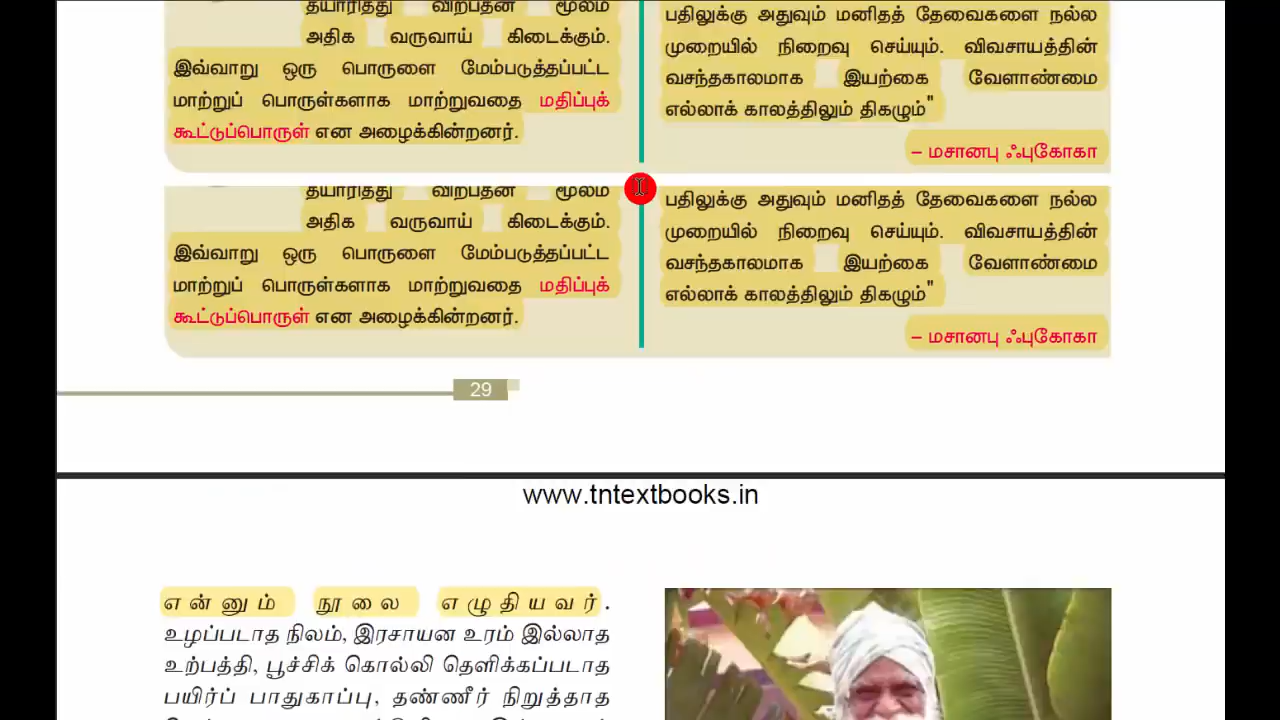 தயாரித்து விற்பதன் மூலம்
அதிக வருவாய் கிடைக்கும்.
இவ்வாறு ஒரு பொருளை மேம்படுத்தப்பட்ட
மாற்றுப் பொருள்களாக மாற்றுவதை மதிப்புக்
கூட்டுப்பொருள் என அழைக்கின்றனர்.
பதிலுக்கு அதுவும் மனிதத் தேவைகளை நல்ல
முறையில் நிறைவு செய்யும். விவசாயத்தின்
வசந்தகாலமாக இயற்கை வேளாண்மை
எல்லாக் காலத்திலும் திகழும்"
– மசானபு ஃபுகோகா
தயாரித்து விற்பதன் மூலம்
அதிக வருவாய் கிடைக்கும்.
இவ்வாறு ஒரு பொருளை மேம்படுத்தப்பட்ட
மாற்றுப் பொருள்களாக மாற்றுவதை மதிப்புக்
கூட்டுப்பொருள் என அழைக்கின்றனர்.
பதிலுக்கு அதுவும் மனிதத் தேவைகளை நல்ல
முறையில் நிறைவு செய்யும். விவசாயத்தின்
வசந்தகாலமாக இயற்கை வேளாண்மை
எல்லாக் காலத்திலும் திகழும்"
– மசானபு ஃபுகோகா
29
www.tntextbooks.in
என்னும் நூலை எழுதியவர்.
உழப்படாத நிலம், இரசாயன உரம் இல்லாத
உற்பத்தி, பூச்சிக் கொல்லி தெளிக்கப்படாத
பயிர்ப் பாதுகாப்பு, தண்ணீர் நிறுத்தாத